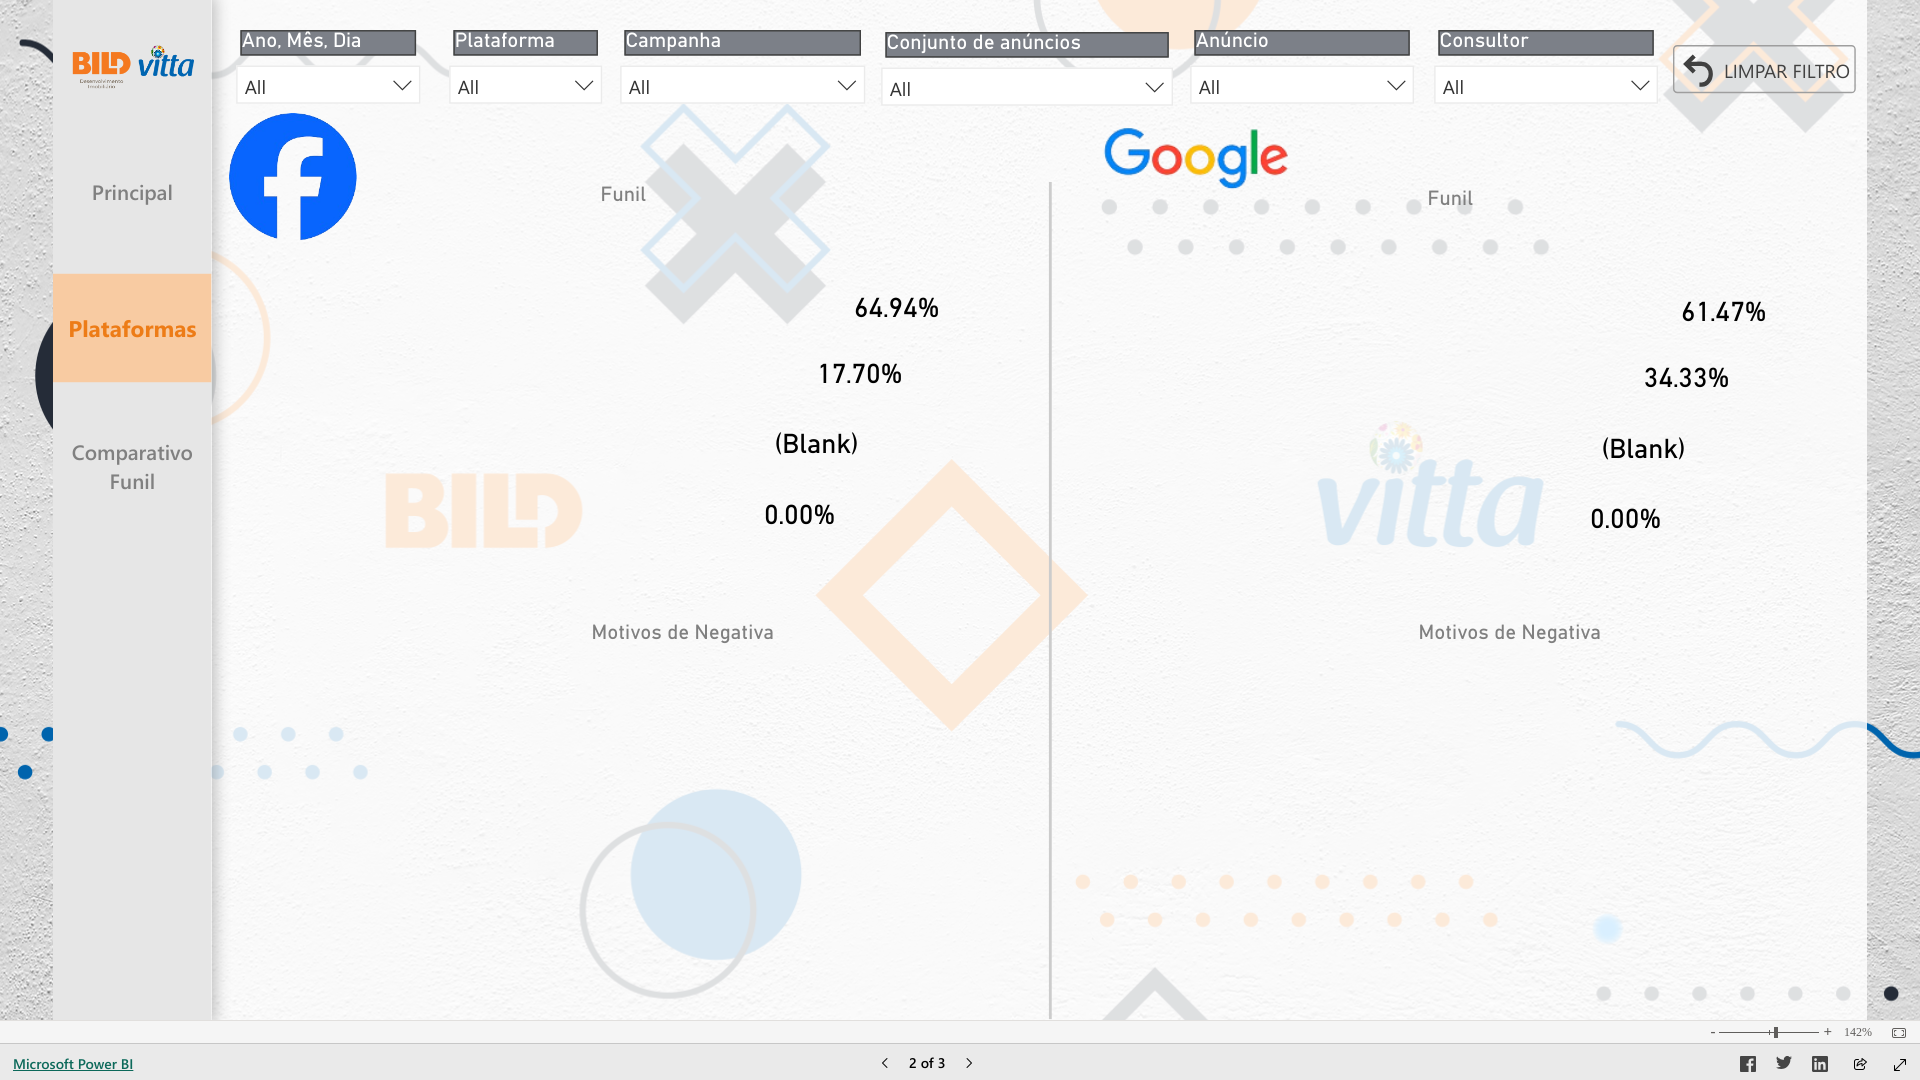 BILD vitta
Desenvolvimento
Imobiliário
Ano, Mês, Dia
Plataforma
Campanha
Conjunto de anúncios
Anúncio
Consultor
All
All
All
All
All
All
LIMPAR FILTRO
Principal
Plataformas
Comparativo
Funil
Funil
64.94%
17.70%
(Blank)
0.00%
BILD
Motivos de Negativa
Google
Funil
61.47%
34.33%
(Blank)
0.00%
vitta
Motivos de Negativa
- + 142%
Microsoft Power BI
2 of 3